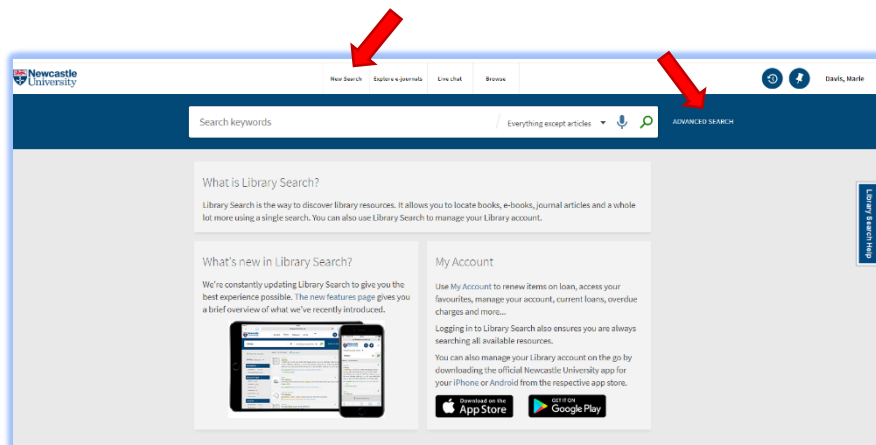 Newcastle
University
New Search Explore e-journals Live chat Browse
Davis, Marie
Search keywords
Everything except articles
ADVANCED SEARCH
What is Library Search?
Library Search is the way to discover library resources. It allows you to locate books, e-books, journal articles and a whole
lot more using a single search. You can also use Library Search to manage your Library account.
Library Search Help
What's new in Library Search?
We're constantly updating Library Search to give you the
best experience possible. The new features page gives you
a brief overview of what we've recently introduced.
My Account
Use My Account to renew items on loan, access your
favourites, manage your account, current loans, overdue
charges and more...
Logging in to Library Search also ensures you are always
searching all available resources.
You can also manage your Library account on the go by
downloading the official Newcastle University app for
your iPhone or Android from the respective app store.
Download on the
App Store
GET IT ON
Google Play